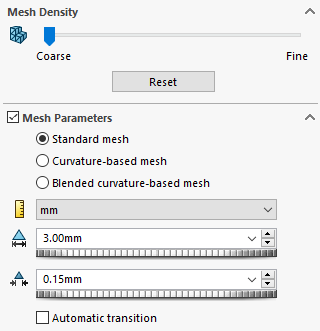 Mesh Density
Coarse Fine
Reset
Mesh Parameters
Standard mesh
Curvature-based mesh
Blended curvature-based mesh
mm
3.00mm
0.15mm
Automatic transition